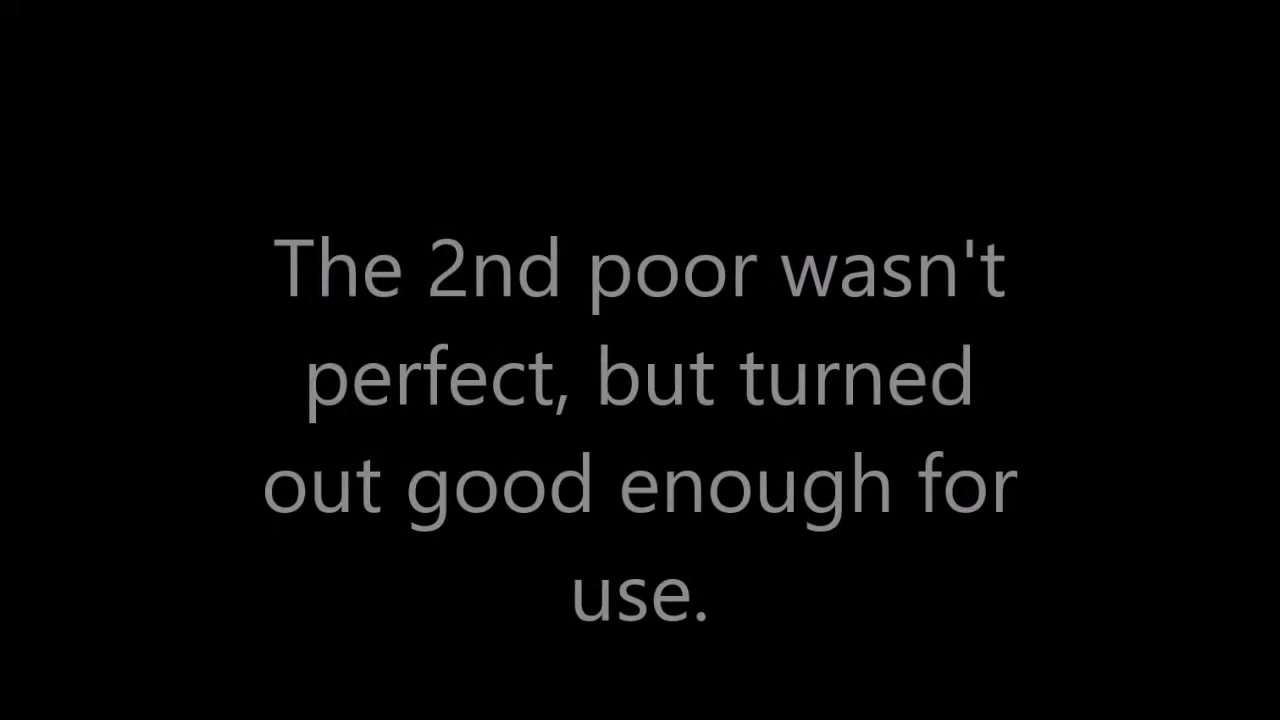 The 2nd poor wasn't
perfect, but turned
out good enough for
use.